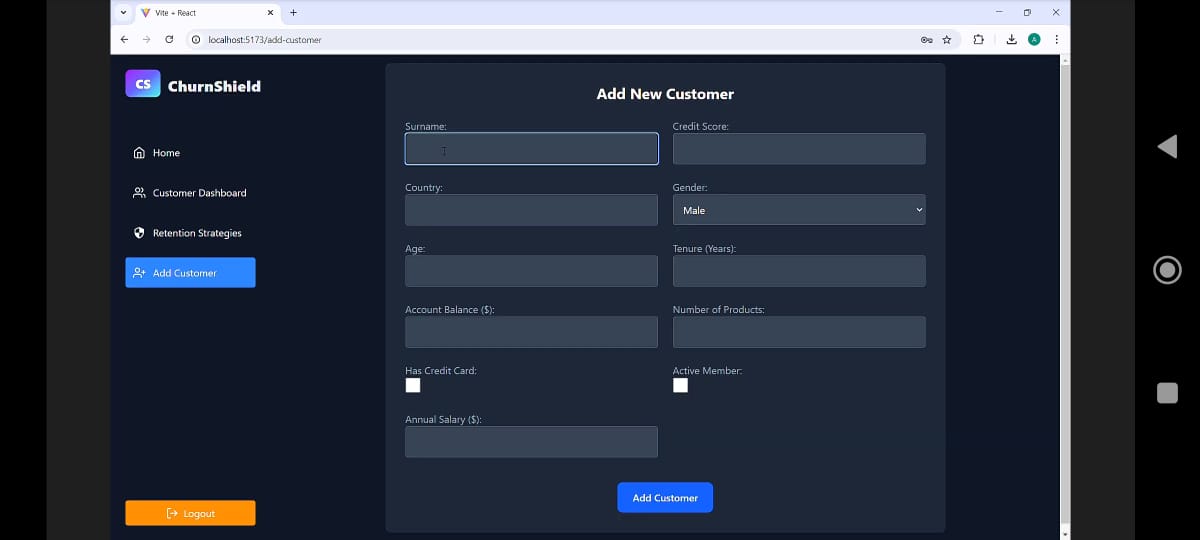 Vite + React
localhost:5173/add-customer
A
CS ChurnShield
Home
Customer Dashboard
Retention Strategies
Add Customer
Logout
Add New Customer
Surname: Credit Score:
Country: Gender:
Male
Age: Tenure (Years):
Account Balance ($): Number of Products:
Has Credit Card: Active Member:
Annual Salary ($):
Add Customer